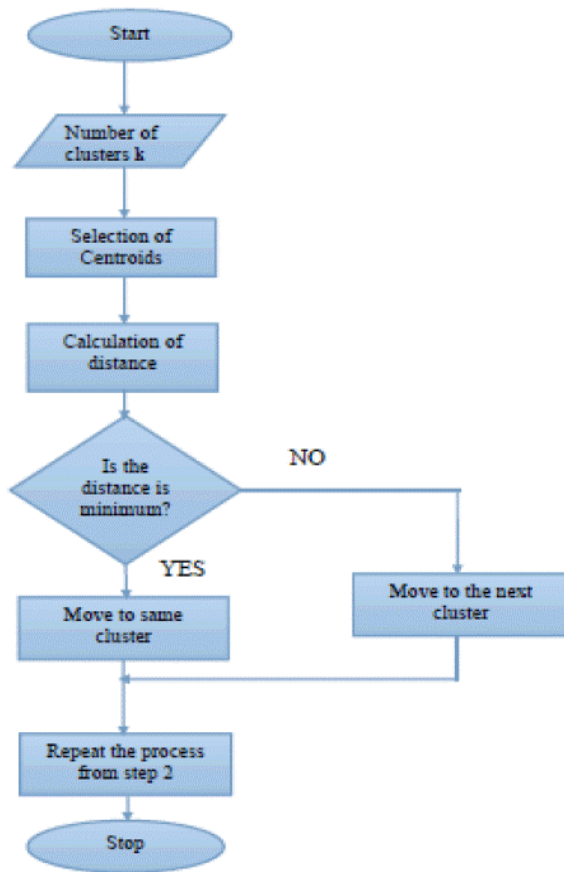 Start
Number of
clusters k
Selection of
Centroids
Calculation of
distance
Is the
distance is
minimum?
NO
YES
Move to same
cluster
Move to the next
cluster
Repeat the process
from step 2
Stop